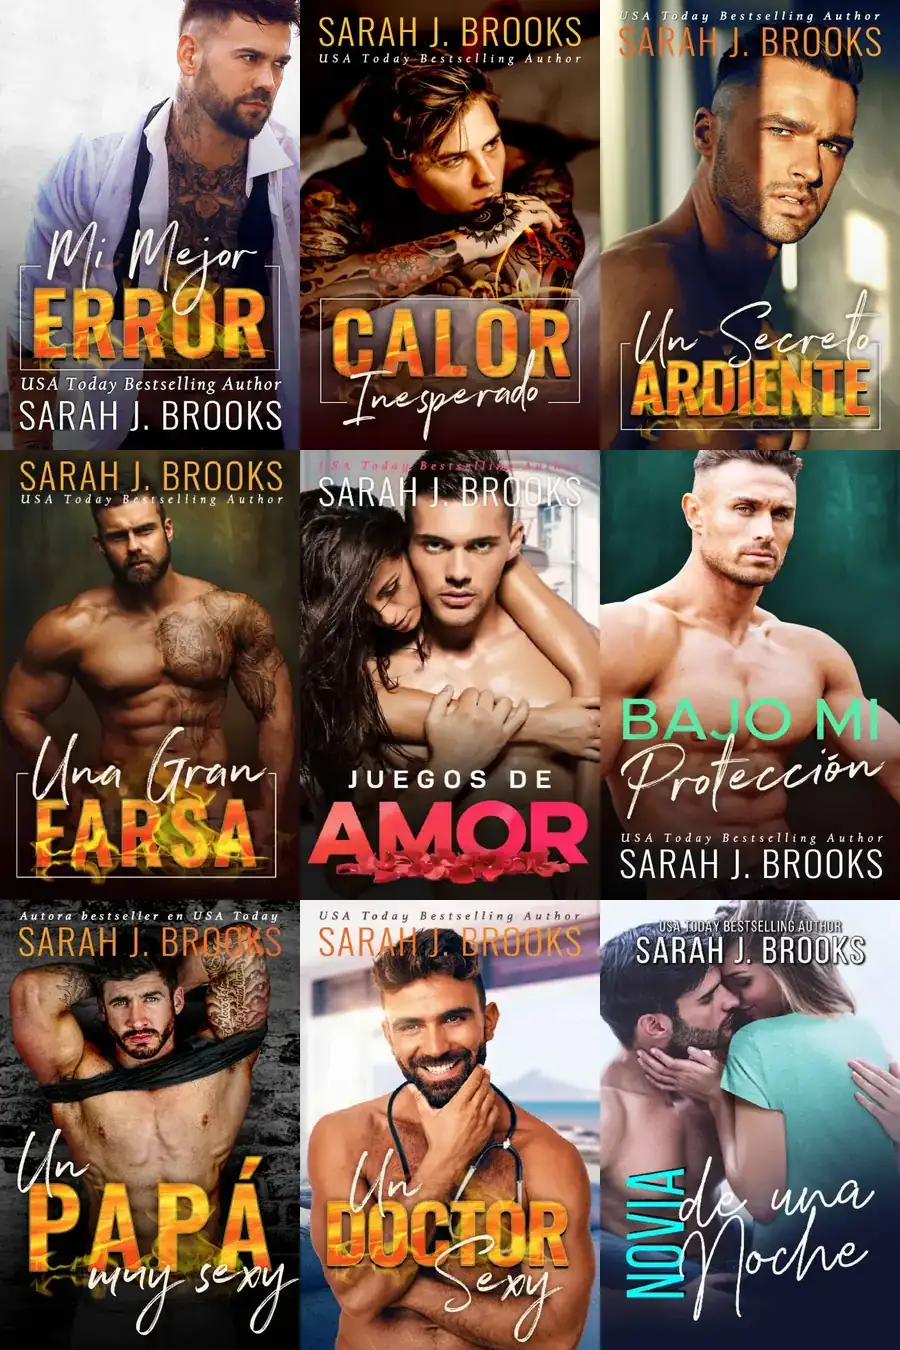 Mi Mejor
ERROR
USA Today Bestselling Author
SARAH J. BROOKS
SARAH J. BROOKS
USA Today Bestselling Author
CALOR
Inesperado
USA Today Bestselling Author
SARAH J. BROOKS
Un Secreto
ARDIENTE
SARAH J. BROOKS
USA Today Bestselling Author
Una Gran
FARSA
USA Today Bestselling Author
SARAH J. BROOKS
JUEGOS DE
AMOR
BAJO MI
Protección
USA Today Bestselling Author
SARAH J. BROOKS
Autora bestseller en USA Today
SARAH J. BROOKS
Un
PAPÁ
muy sexy
USA Today Bestselling Author
SARAH J. BROOKS
Un
DOCTOR
Sexy
USA TODAY BESTSELLING AUTHOR
SARAH J. BROOKS
NOVIA
de una
Noche